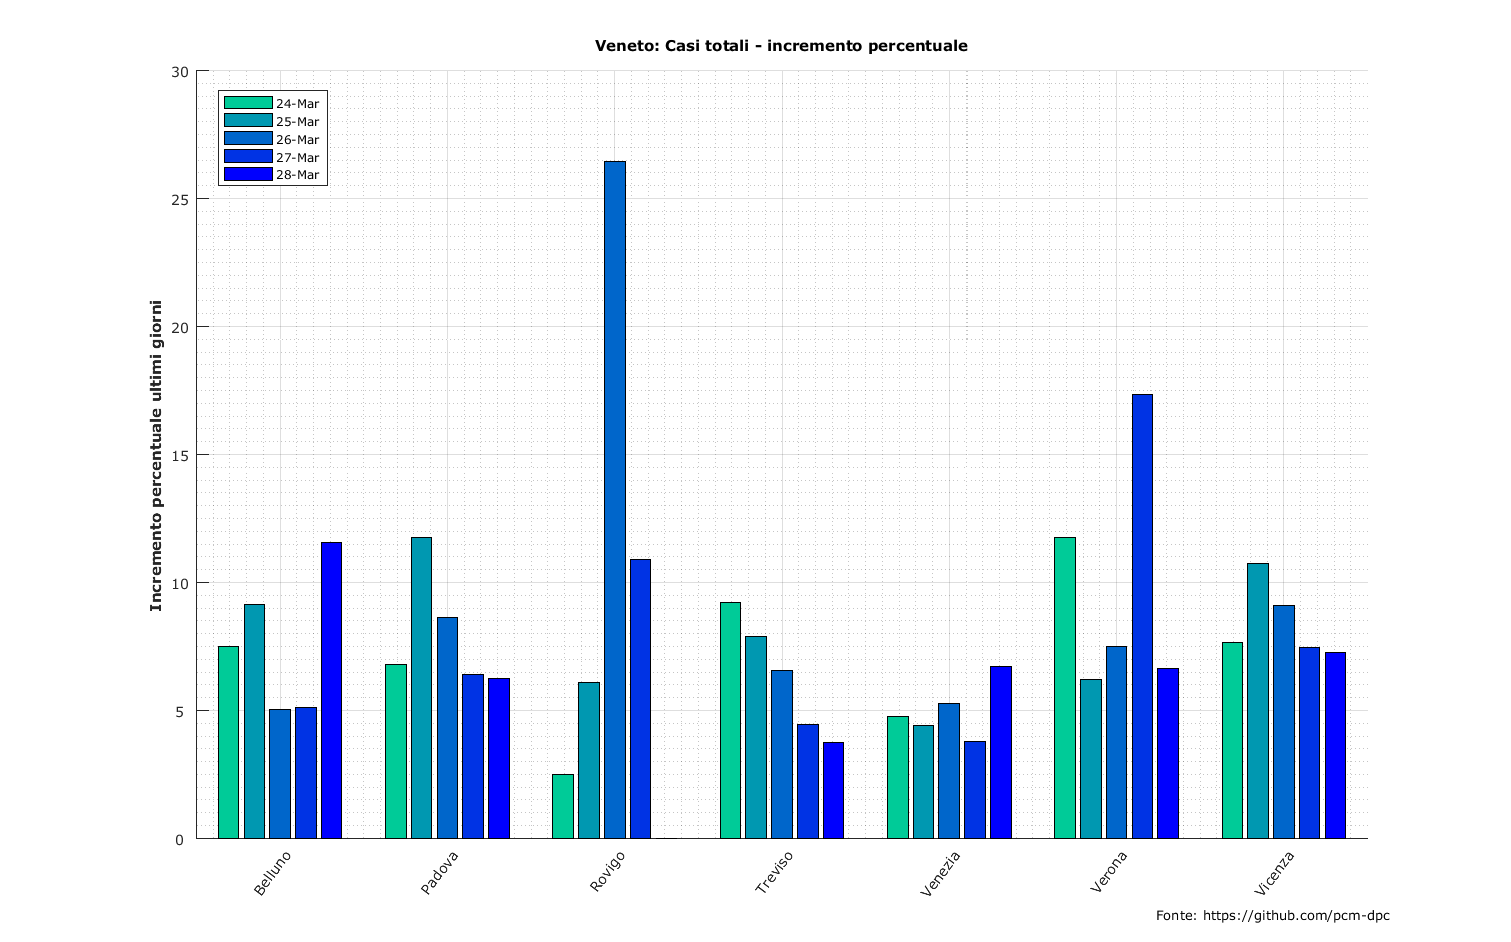 Veneto: Casi totali - incremento percentuale
30
25
20
15
10
5
0
Incremento percentuale ultimi giorni
24-Mar
25-Mar
26-Mar
27-Mar
28-Mar
Belluno
Padova
Rovigo
Treviso
Venezia
Verona
Vicenza
Fonte: https://github.com/pcm-dpc